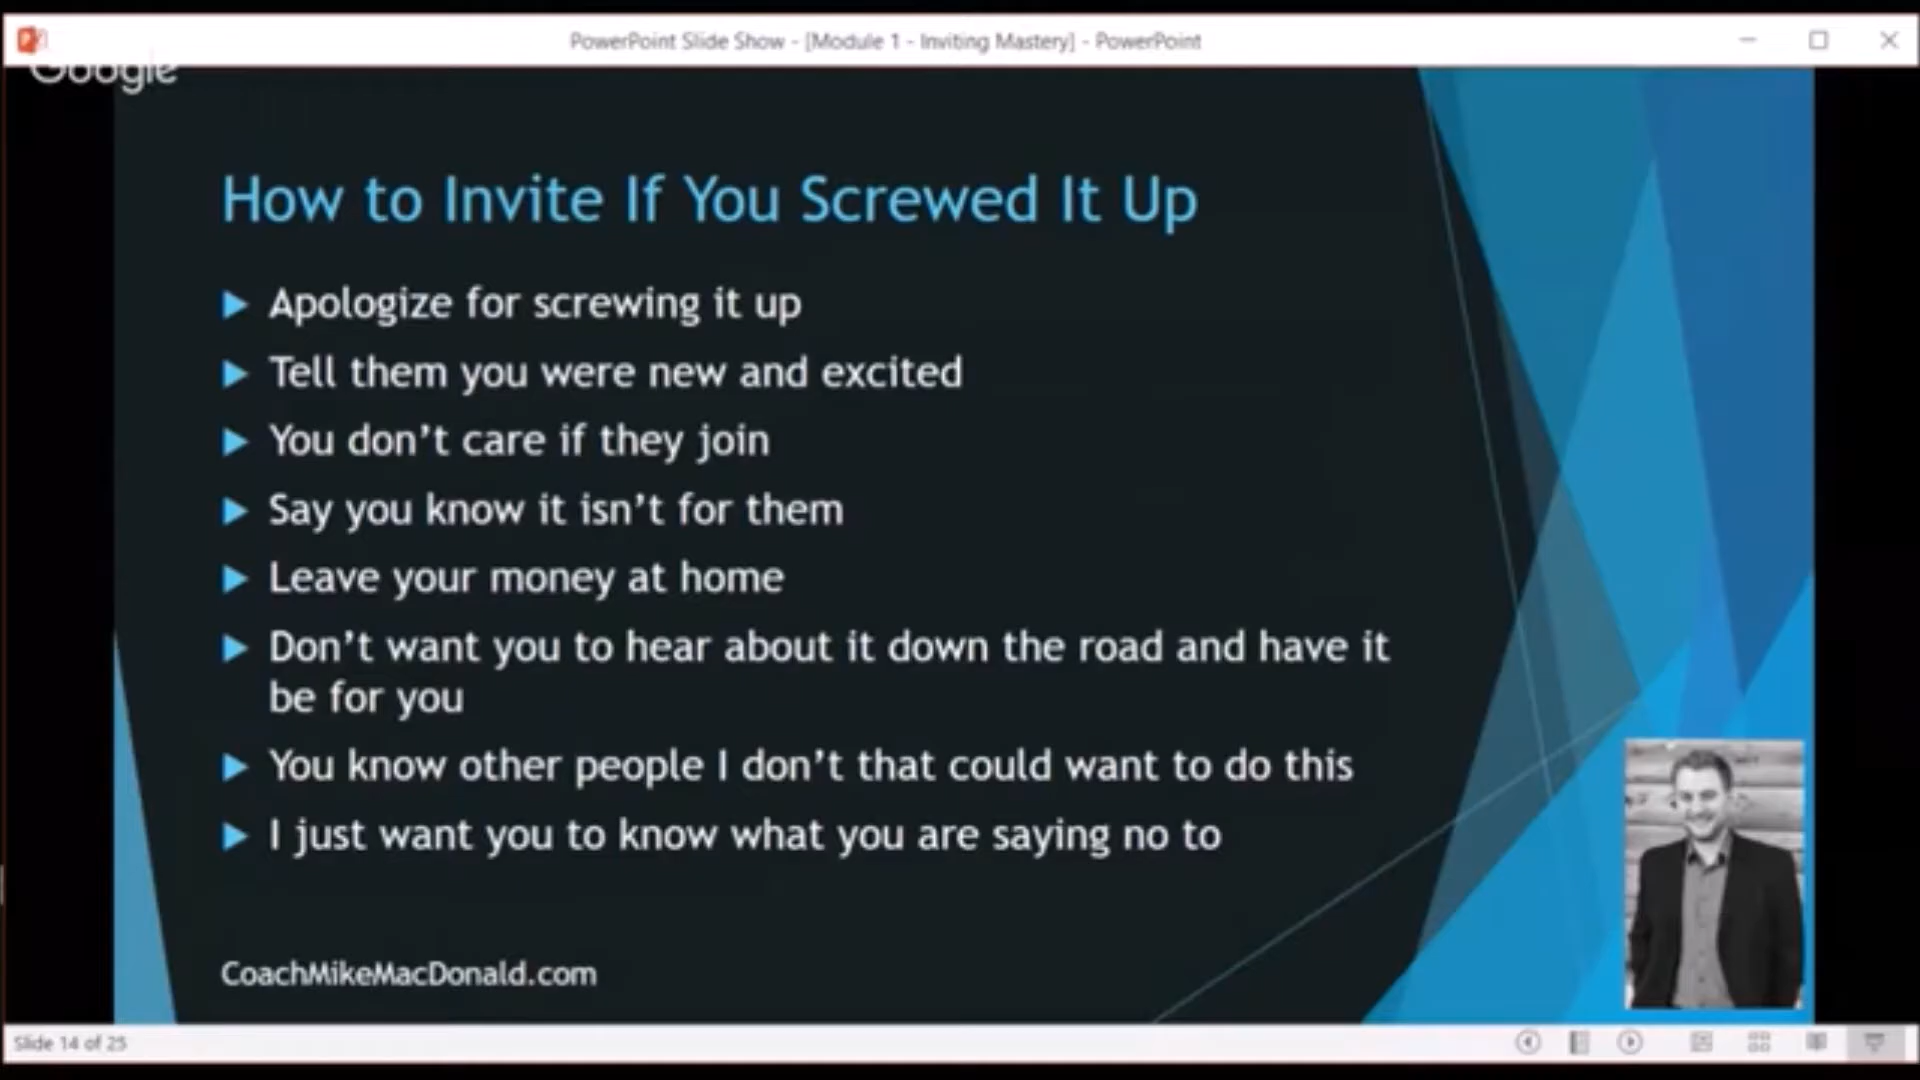 PowerPoint Slide Show - [Module 1 - Inviting Mastery] - PowerPoint
Google
How to Invite If You Screwed It Up
Apologize for screwing it up
Tell them you were new and excited
You don't care if they join
Say you know it isn't for them
Leave your money at home
Don't want you to hear about it down the road and have it
be for you
You know other people I don't that could want to do this
I just want you to know what you are saying no to
CoachMikeMacDonald.com
Slide 14 of 25